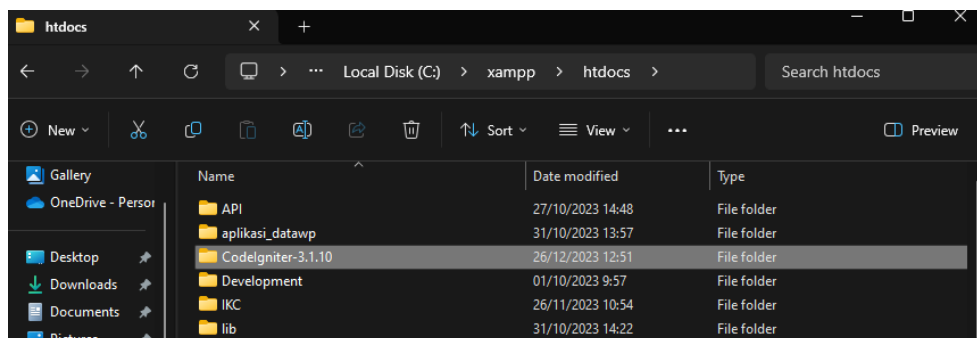 htdocs
Local Disk (C:) > xampp > htdocs >
Search htdocs
New
Sort
View
Preview
Gallery
OneDrive - Persor
Desktop
Downloads
Documents
Name Date modified Type
API 27/10/2023 14:48 File folder
aplikasi_datawp 31/10/2023 13:57 File folder
CodeIgniter-3.1.10 26/12/2023 12:51 File folder
Development 01/10/2023 9:57 File folder
IKC 26/11/2023 10:54 File folder
lib 31/10/2023 14:22 File folder